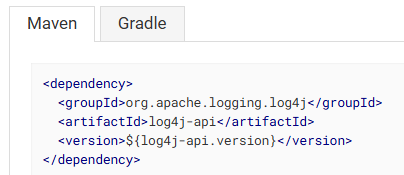 Maven Gradle
<dependency>
  <groupId>org.apache.logging.log4j</groupId>
  <artifactId>log4j-api</artifactId>
  <version>${log4j-api.version}</version>
</dependency>